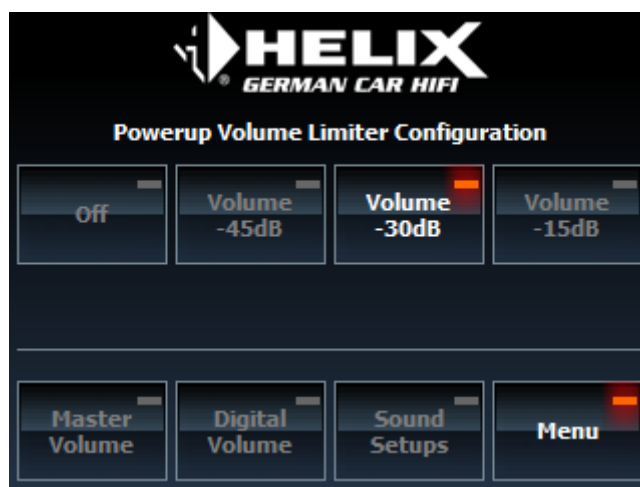 HELIX
®
GERMAN CAR HIFI
Powerup Volume Limiter Configuration
Off
Volume
-45dB
Volume
-30dB
Volume
-15dB
Master
Volume
Digital
Volume
Sound
Setups
Menu